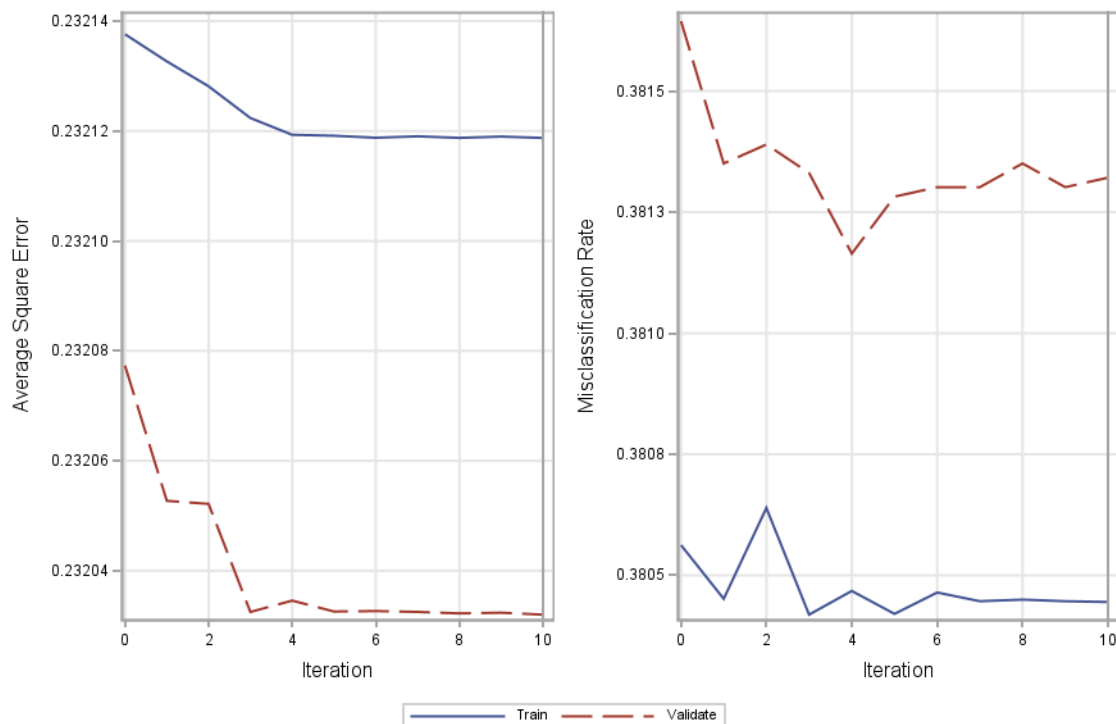 Average Square Error
0.23214
0.23212
0.23210
0.23208
0.23206
0.23204
0 2 4 6 8 10
Iteration
Misclassification Rate
0.3815
0.3813
0.3810
0.3808
0.3805
0 2 4 6 8 10
Iteration
Train Validate